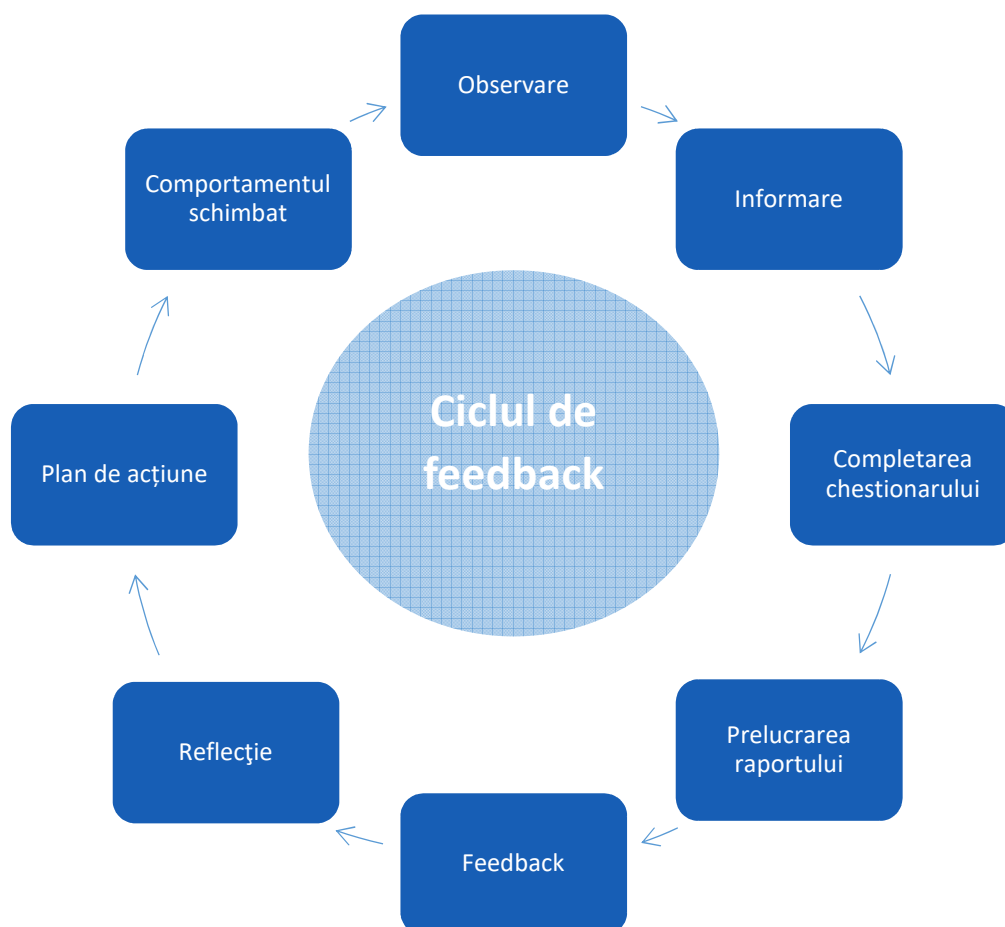 Observare
Informare
Completarea
chestionarului
Prelucrarea
raportului
Feedback
Reflecţie
Plan de acțiune
Comportamentul
schimbat
Ciclul de
feedback